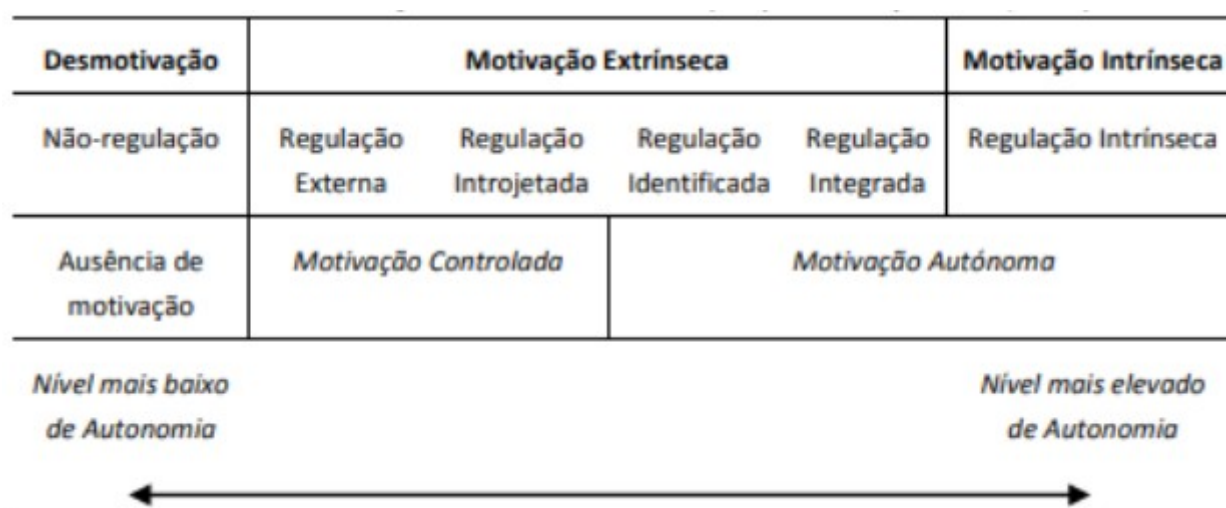 Desmotivação Motivação Extrínseca Motivação Intrínseca
Não-regulação Regulação Regulação Regulação Regulação Regulação Intrínseca
Externa Introjetada Identificada Integrada
Ausência de Motivação Controlada Motivação Autónoma
motivação
Nível mais baixo Nível mais elevado
de Autonomia de Autonomia